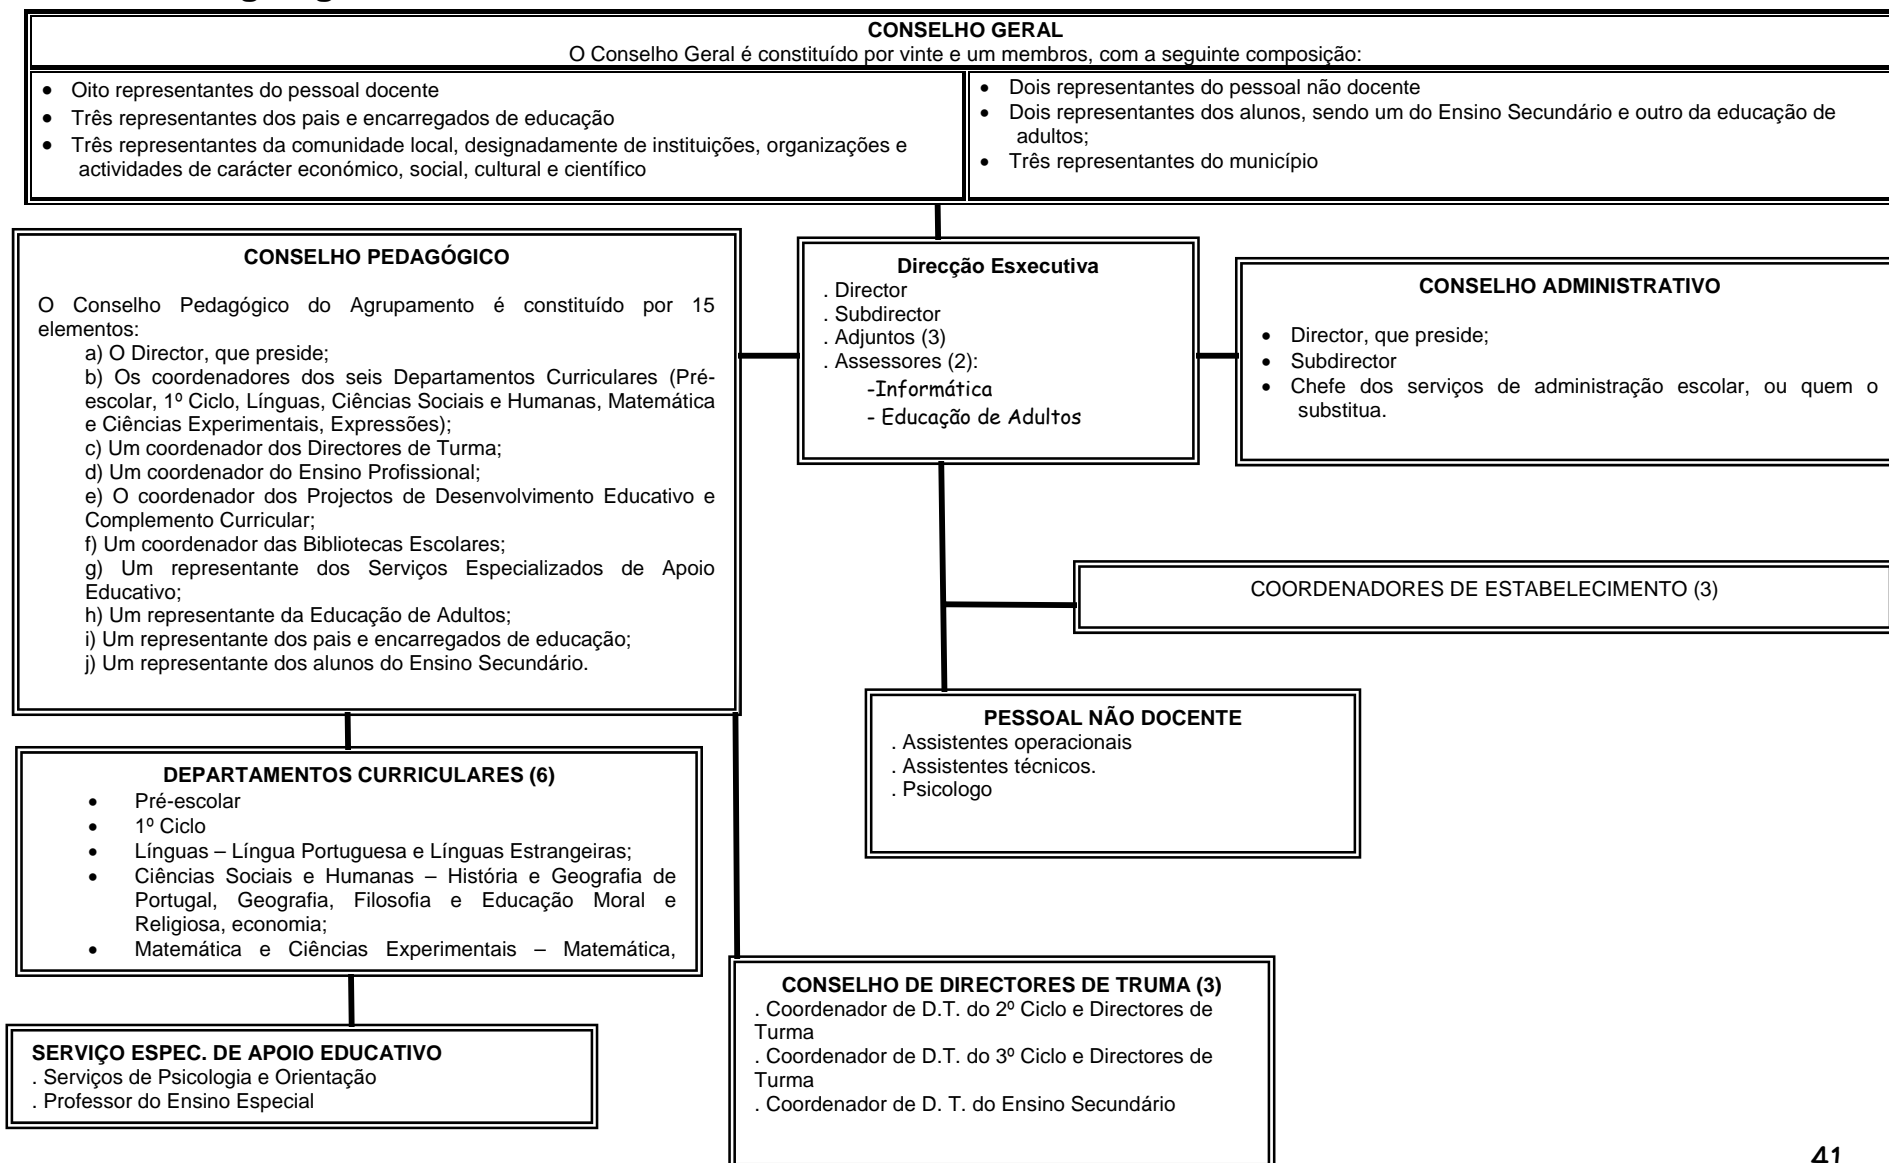 CONSELHO GERAL
O Conselho Geral é constituído por vinte e um membros, com a seguinte composição:
• Oito representantes do pessoal docente
• Três representantes dos pais e encarregados de educação
• Três representantes da comunidade local, designadamente de instituições, organizações e
actividades de carácter económico, social, cultural e científico
• Dois representantes do pessoal não docente
• Dois representantes dos alunos, sendo um do Ensino Secundário e outro da educação de
adultos;
• Três representantes do município
CONSELHO PEDAGÓGICO
O Conselho Pedagógico do Agrupamento é constituído por 15
elementos:
a) O Director, que preside;
b) Os coordenadores dos seis Departamentos Curriculares (Pré-
escolar, 1º Ciclo, Línguas, Ciências Sociais e Humanas, Matemática
e Ciências Experimentais, Expressões);
c) Um coordenador dos Directores de Turma;
d) Um coordenador do Ensino Profissional;
e) O coordenador dos Projectos de Desenvolvimento Educativo e
Complemento Curricular;
f) Um coordenador das Bibliotecas Escolares;
g) Um representante dos Serviços Especializados de Apoio
Educativo;
h) Um representante da Educação de Adultos;
i) Um representante dos pais e encarregados de educação;
j) Um representante dos alunos do Ensino Secundário.
Direcção Esxecutiva
. Director
. Subdirector
. Adjuntos (3)
. Assessores (2):
-Informática
- Educação de Adultos
CONSELHO ADMINISTRATIVO
• Director, que preside;
• Subdirector
• Chefe dos serviços de administração escolar, ou quem o
substitua.
COORDENADORES DE ESTABELECIMENTO (3)
PESSOAL NÃO DOCENTE
. Assistentes operacionais
. Assistentes técnicos.
. Psicologo
DEPARTAMENTOS CURRICULARES (6)
• Pré-escolar
• 1º Ciclo
• Línguas – Língua Portuguesa e Línguas Estrangeiras;
• Ciências Sociais e Humanas – História e Geografia de
Portugal, Geografia, Filosofia e Educação Moral e
Religiosa, economia;
• Matemática e Ciências Experimentais – Matemática,
CONSELHO DE DIRECTORES DE TRUMA (3)
. Coordenador de D.T. do 2º Ciclo e Directores de
Turma
. Coordenador de D.T. do 3º Ciclo e Directores de
Turma
. Coordenador de D. T. do Ensino Secundário
SERVIÇO ESPEC. DE APOIO EDUCATIVO
. Serviços de Psicologia e Orientação
. Professor do Ensino Especial
41